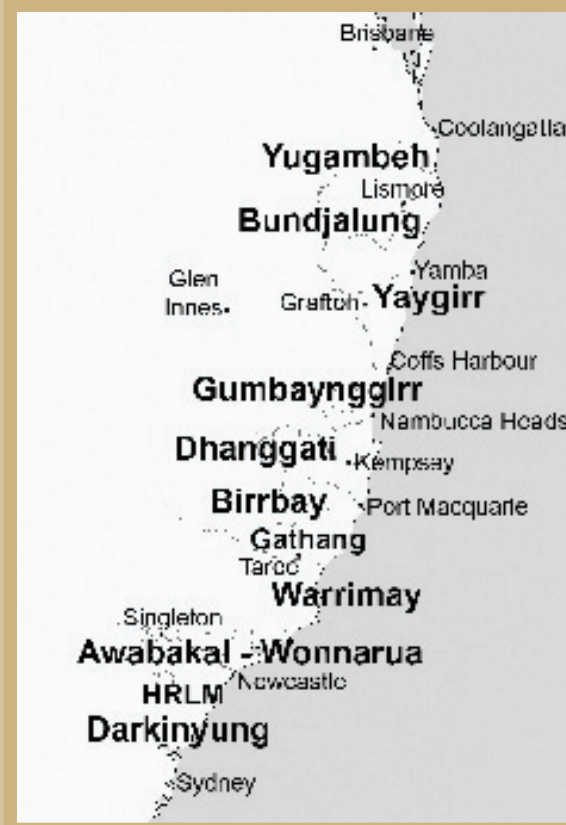 Brisbane
Coolangatta
Yugambeh
Lismore
Bundjalung
Yamba
Glen
Innes
Grafton
Yaygirr
Coffs Harbour
Gumbaynggirr
Nambucca Heads
Dhanggati
Kempsay
Birrbay
Port Macquarie
Gathang
Taree
Warrimay
Singleton
Awabakal - Wonnarua
Newcastle
HRLM
Darkinyung
Sydney